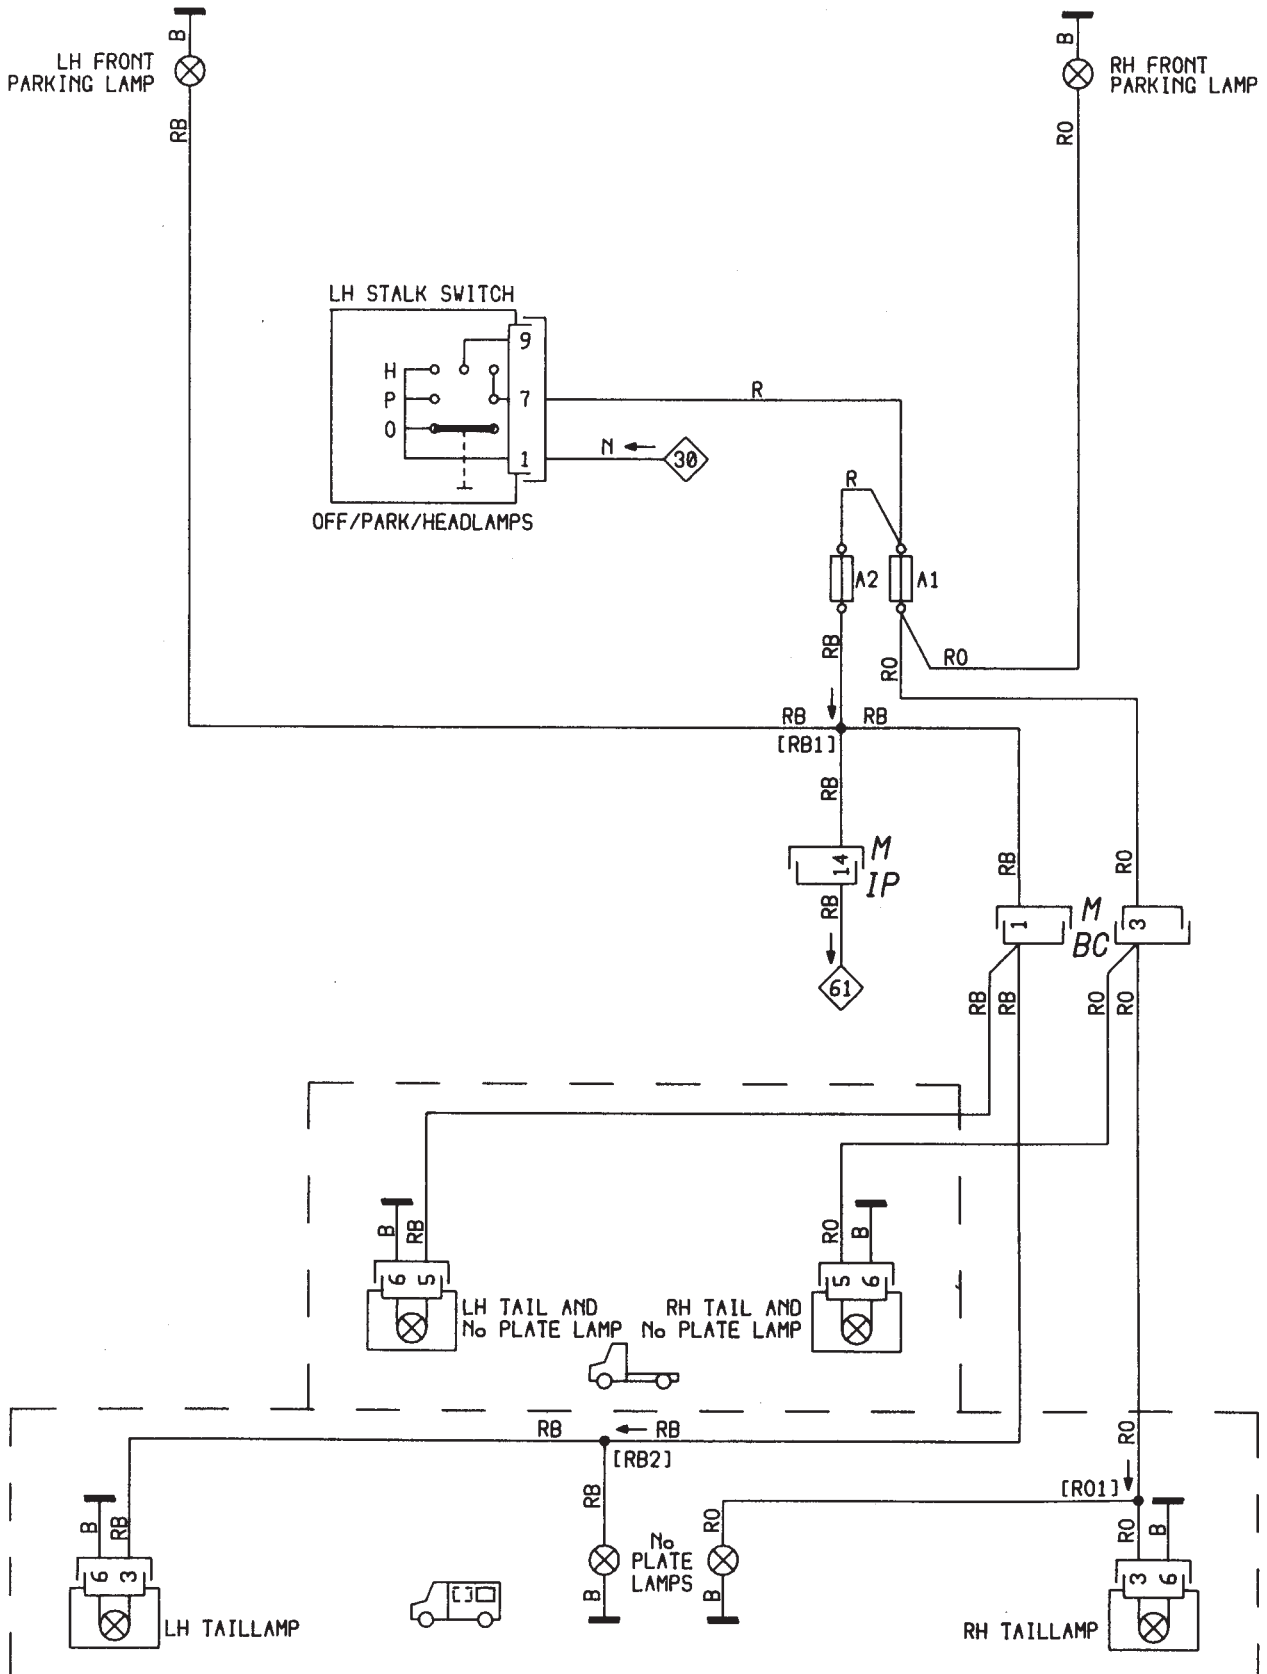 B
LH FRONT
PARKING LAMP
RB
B
RH FRONT
PARKING LAMP
RO
LH STALK SWITCH
9
H
P
7
R
O
1
N
30
OFF/PARK/HEADLAMPS
R
A2
A1
RB
RO
RO
RB
RB
[RB1]
RB
14
M
IP
RB
61
RB
RO
1
M
BC
3
RB
RB
RO
RO
B
RB
6
5
LH TAIL AND
No PLATE LAMP
RO
B
5
6
RH TAIL AND
No PLATE LAMP
RB
RB
[RB2]
RO
[RO1]
B
RB
6
3
LH TAILLAMP
RB
B
No
PLATE
LAMPS
RO
B
RO
B
3
6
RH TAILLAMP